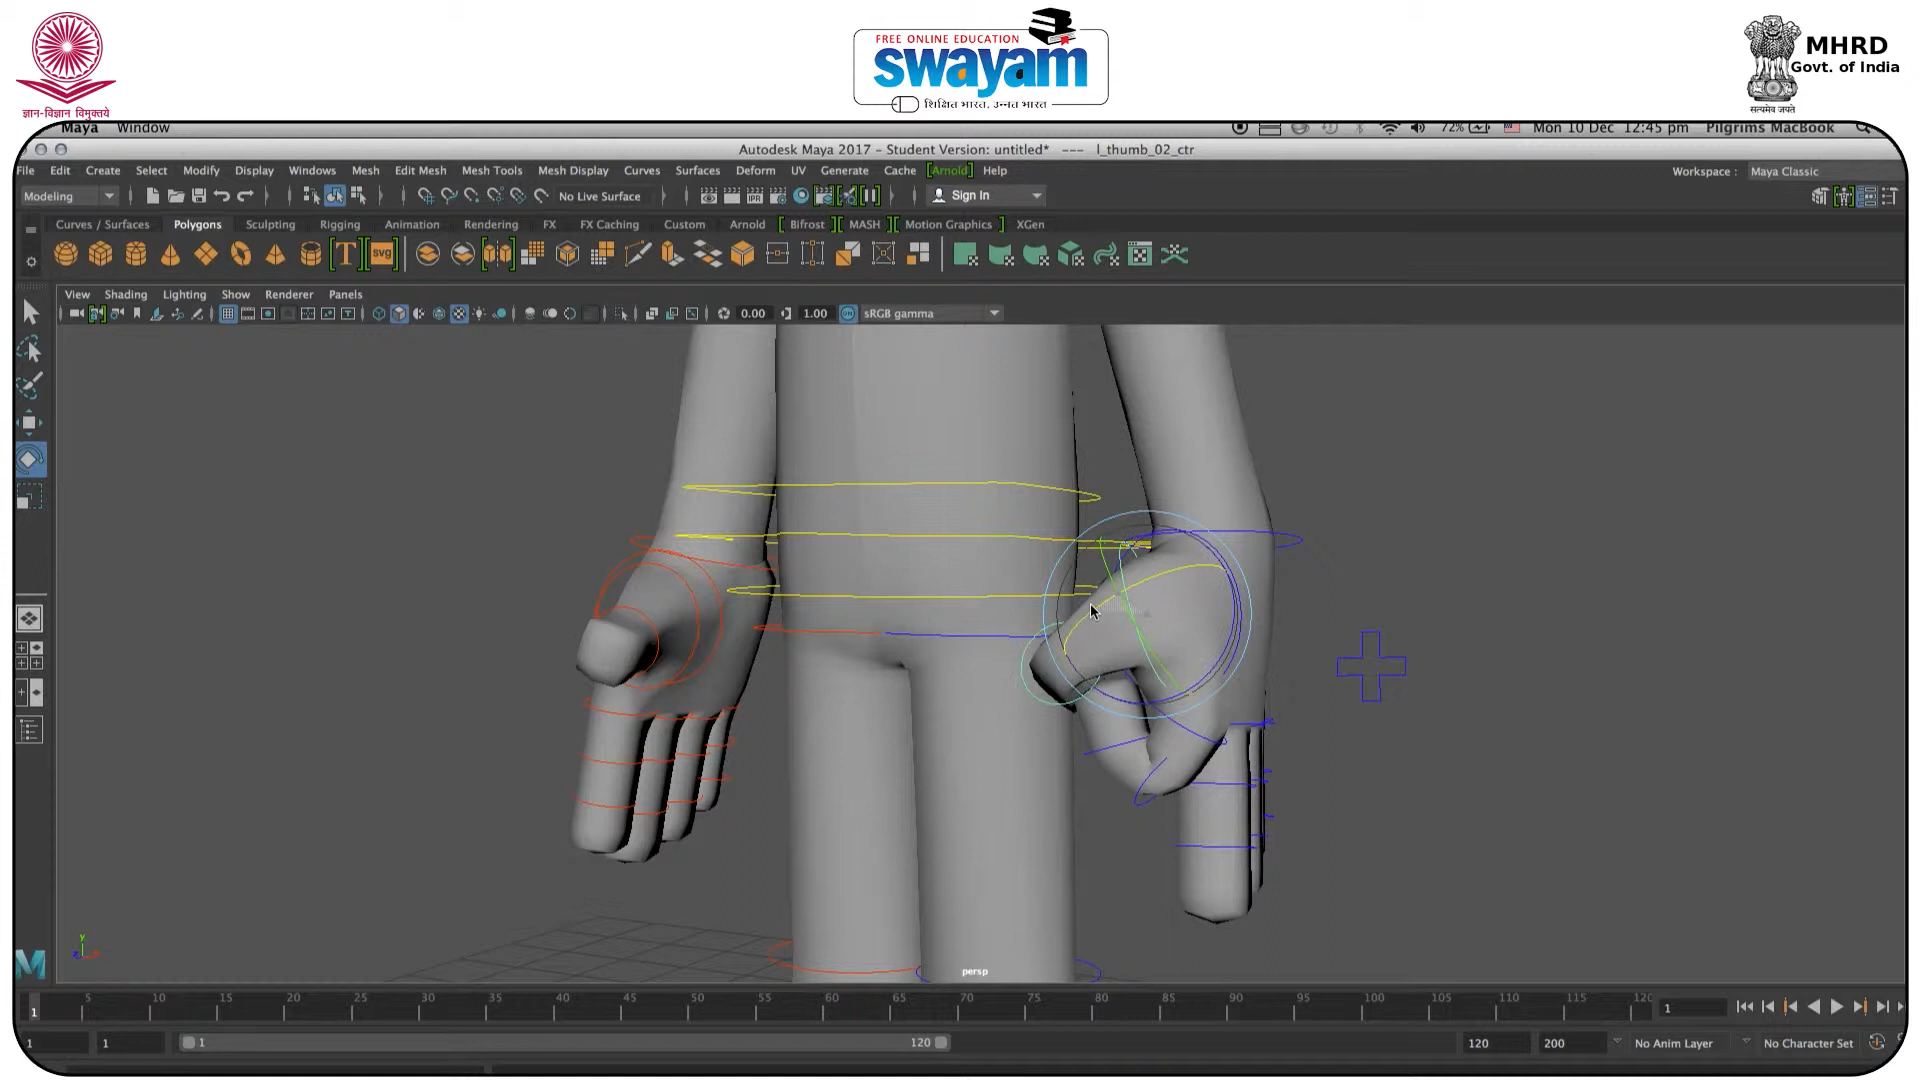 FREE ONLINE EDUCATION
swayam
शिक्षित भारत, उन्नत भारत
ज्ञान-विज्ञान विमुक्तये
MHRD
Govt. of India
सत्यमेव जयते
Maya Window
72% Mon 10 Dec 12:45 pm Pilgrims MacBook
Autodesk Maya 2017 - Student Version: untitled* --- l_thumb_02_ctr
File Edit Create Select Modify Display Windows Mesh Edit Mesh Mesh Tools Mesh Display Curves Surfaces Deform UV Generate Cache Arnold Help Workspace : Maya Classic
Modeling No Live Surface IPR Sign In
Curves / Surfaces Polygons Sculpting Rigging Animation Rendering FX FX Caching Custom Arnold Bifrost MASH Motion Graphics XGen
T SVG
View Shading Lighting Show Renderer Panels
0.00 1.00 ON sRGB gamma
y
persp
5 10 15 20 25 30 35 40 45 50 55 60 65 70 75 80 85 90 95 100 105 110 115 120
1 1
1 1 1 120 120 200 No Anim Layer No Character Set